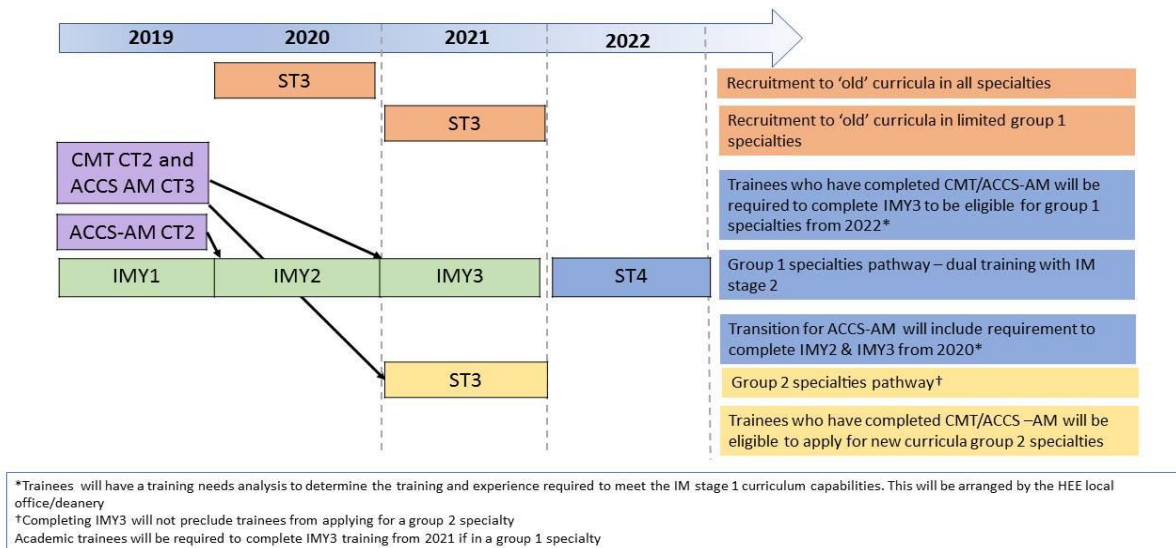 2019 2020 2021 2022
ST3
Recruitment to ‘old’ curricula in all specialties
ST3
Recruitment to ‘old’ curricula in limited group 1
specialties
CMT CT2 and
ACCS AM CT3
Trainees who have completed CMT/ACCS-AM will be
required to complete IMY3 to be eligible for group 1
specialties from 2022*
ACCS-AM CT2
IMY1 IMY2 IMY3 ST4
Group 1 specialties pathway – dual training with IM
stage 2
Transition for ACCS-AM will include requirement to
complete IMY2 & IMY3 from 2020*
ST3
Group 2 specialties pathway†
Trainees who have completed CMT/ACCS –AM will be
eligible to apply for new curricula group 2 specialties
*Trainees will have a training needs analysis to determine the training and experience required to meet the IM stage 1 curriculum capabilities. This will be arranged by the HEE local
office/deanery
†Completing IMY3 will not preclude trainees from applying for a group 2 specialty
Academic trainees will be required to complete IMY3 training from 2021 if in a group 1 specialty